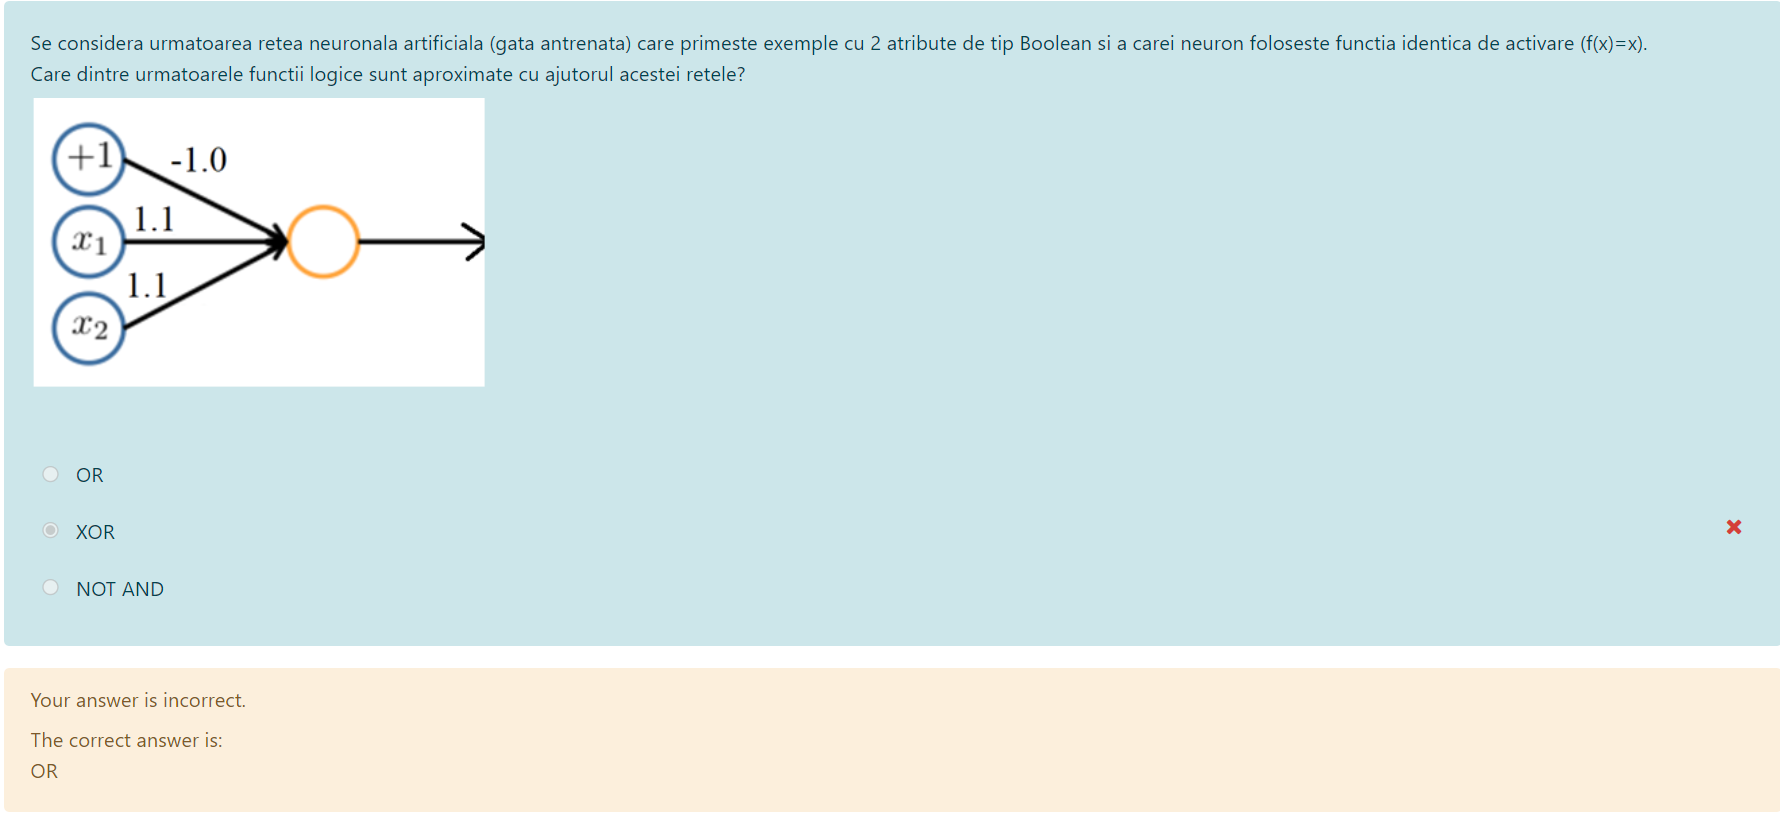 Se considera urmatoarea retea neuronala artificiala (gata antrenata) care primeste exemple cu 2 atribute de tip Boolean si a carei neuron foloseste functia identica de activare (f(x)=x).
Care dintre urmatoarele functii logice sunt aproximate cu ajutorul acestei retele?
+1
-1.0
1.1
x1
1.1
x2
OR
XOR
NOT AND
Your answer is incorrect.
The correct answer is:
OR